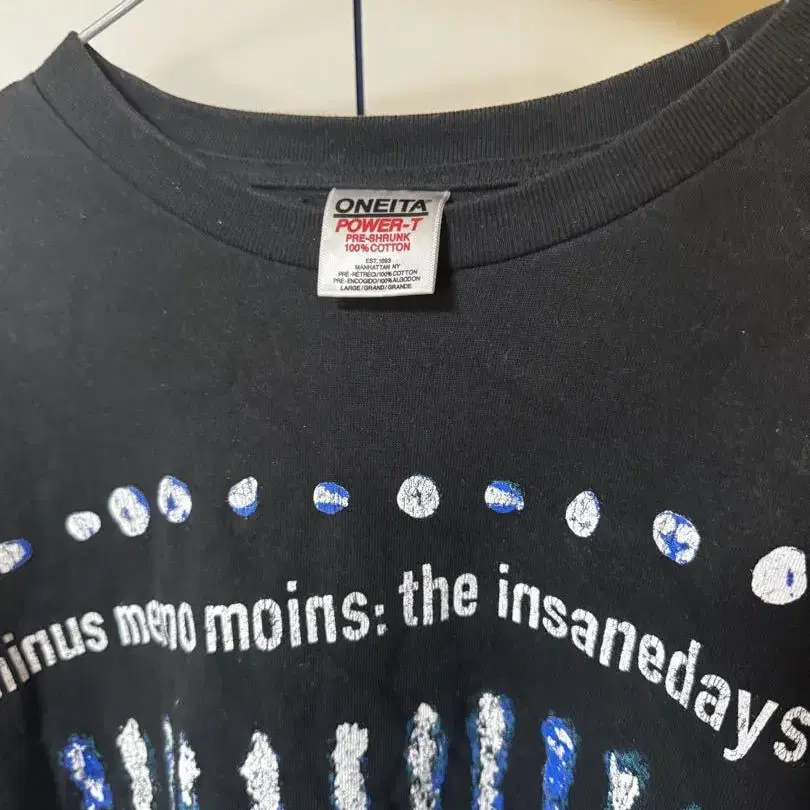 ONEITA
POWER-T
PRE-SHRUNK
100% COTTON
EST. 1893
MANHATTAN NY
PRE-RETRECI/100% COTTON
PRE-ENCOGIDO/100% ALGODON
LARGE/GRAND/GRANDE
minus meno moins: the insanedays